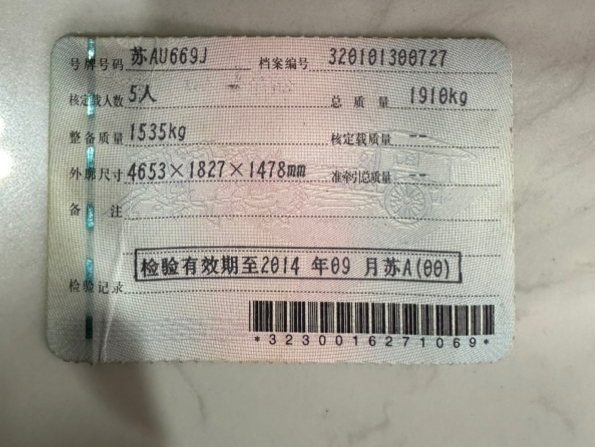 号牌号码 苏AU669J 档案编号 320101300727
核定载人数 5人 总质量 1910kg
整备质量 1535kg 核定载质量 --
外廓尺寸 4653×1827×1478mm 准牵引总质量 --
备注
检验记录 检验有效期至2014 年09 月苏A(00)
*3230016271069*